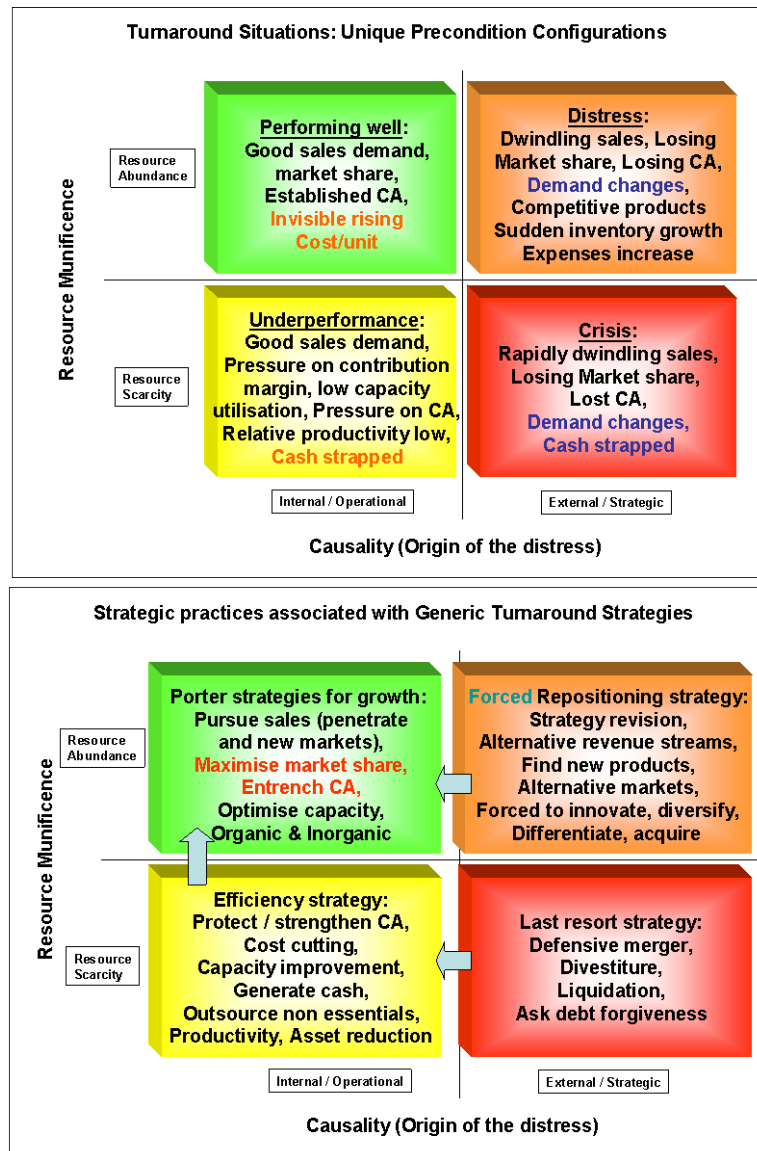 Turnaround Situations: Unique Precondition Configurations
Resource Munificence
Resource
Abundance
Performing well:
Good sales demand,
market share,
Established CA,
Invisible rising
Cost/unit
Distress:
Dwindling sales, Losing
Market share, Losing CA,
Demand changes,
Competitive products
Sudden inventory growth
Expenses increase
Resource
Scarcity
Underperformance:
Good sales demand,
Pressure on contribution
margin, low capacity
utilisation, Pressure on CA,
Relative productivity low,
Cash strapped
Crisis:
Rapidly dwindling sales,
Losing Market share,
Lost CA,
Demand changes,
Cash strapped
Internal / Operational
External / Strategic
Causality (Origin of the distress)
Strategic practices associated with Generic Turnaround Strategies
Resource Munificence
Resource
Abundance
Porter strategies for growth:
Pursue sales (penetrate
and new markets),
Maximise market share,
Entrench CA,
Optimise capacity,
Organic & Inorganic
Forced Repositioning strategy:
Strategy revision,
Alternative revenue streams,
Find new products,
Alternative markets,
Forced to innovate, diversify,
Differentiate, acquire
Resource
Scarcity
Efficiency strategy:
Protect / strengthen CA,
Cost cutting,
Capacity improvement,
Generate cash,
Outsource non essentials,
Productivity, Asset reduction
Last resort strategy:
Defensive merger,
Divestiture,
Liquidation,
Ask debt forgiveness
Internal / Operational
External / Strategic
Causality (Origin of the distress)